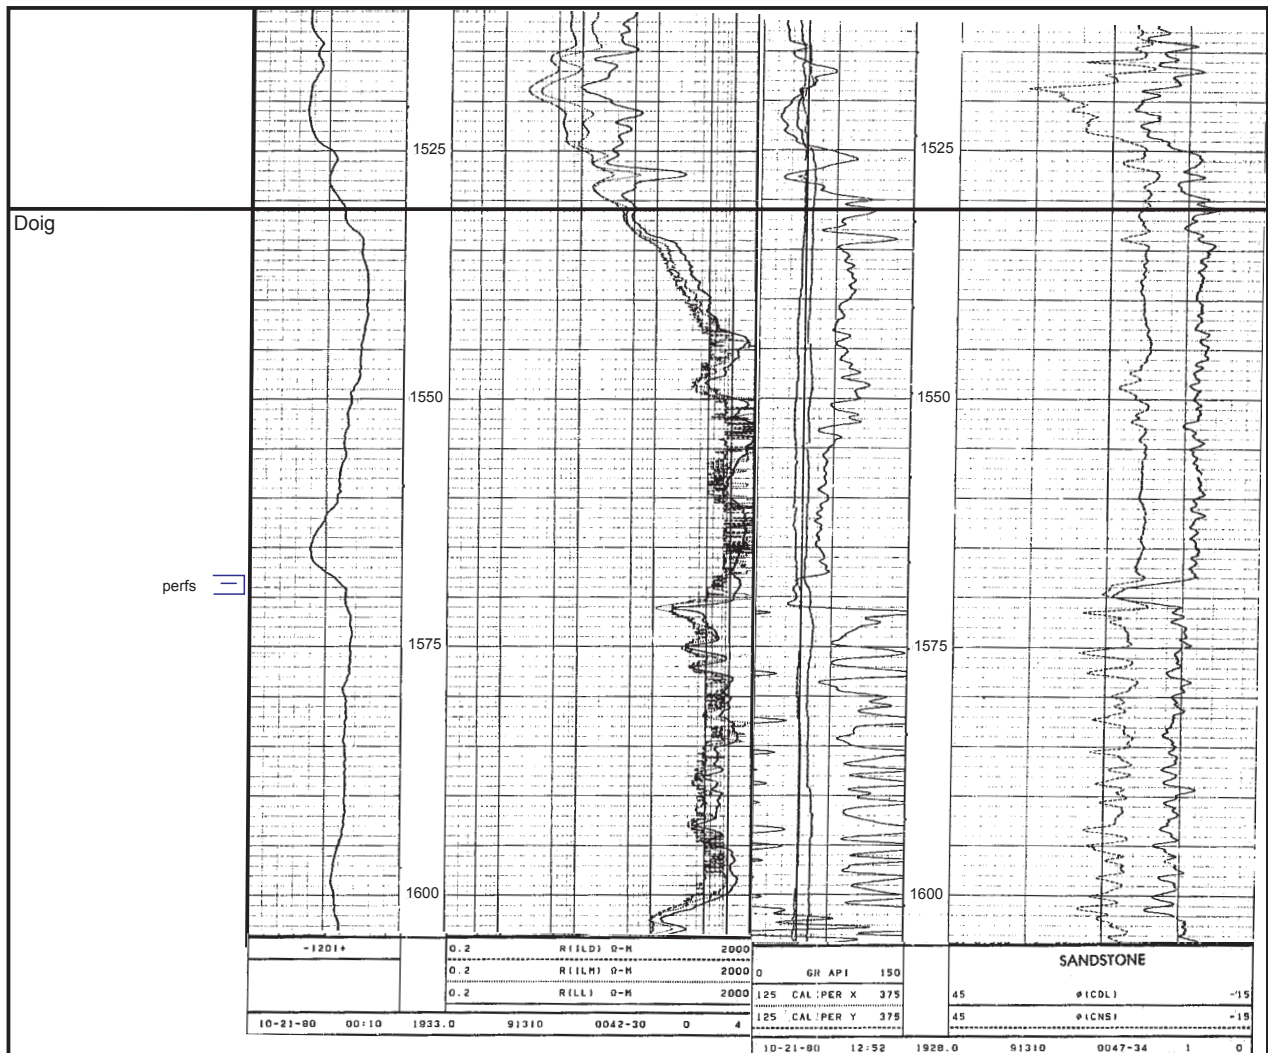 1525
1525
Doig
1550
1550
perfs
1575
1575
1600
1600
-120I+
0.2 R(ILD) Ω-M 2000
0.2 R(ILM) Ω-M 2000
0.2 R(LL) Ω-M 2000
10-21-80 00:10 1933.0 91310 0042-30 0 4
0 GR API 150
125 CALIPER X 375
125 CALIPER Y 375
10-21-80 12:52 1928.0 91310 0047-34 1 0
SANDSTONE
45 ø(CDL) -15
45 ø(CNS) -15